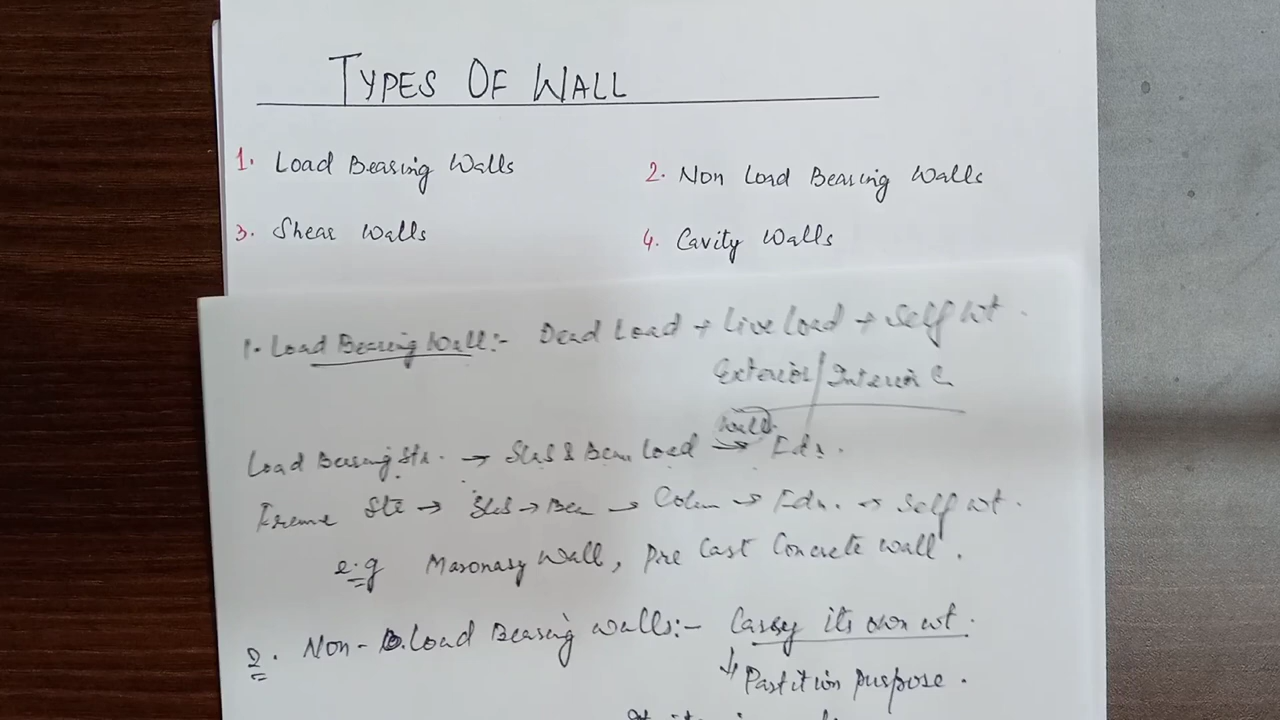 TYPES OF WALL
1. Load Bearing Walls
2. Non Load Bearing Walls
3. Shear Walls
4. Cavity Walls
1. Load Bearing Wall:- Dead Load + Live load + Self wt.
Exterior/Interior
Wall
Load Bearing Str. → Slab & Beam load → Fdn.
Frame Str → Slab → Bea → Colum → Fdn. → Self wt.
e.g Masonary Wall, Pre Cast Concrete wall.
2. Non-Load Bearing walls:- Carry its own wt.
↓ Partition purpose.